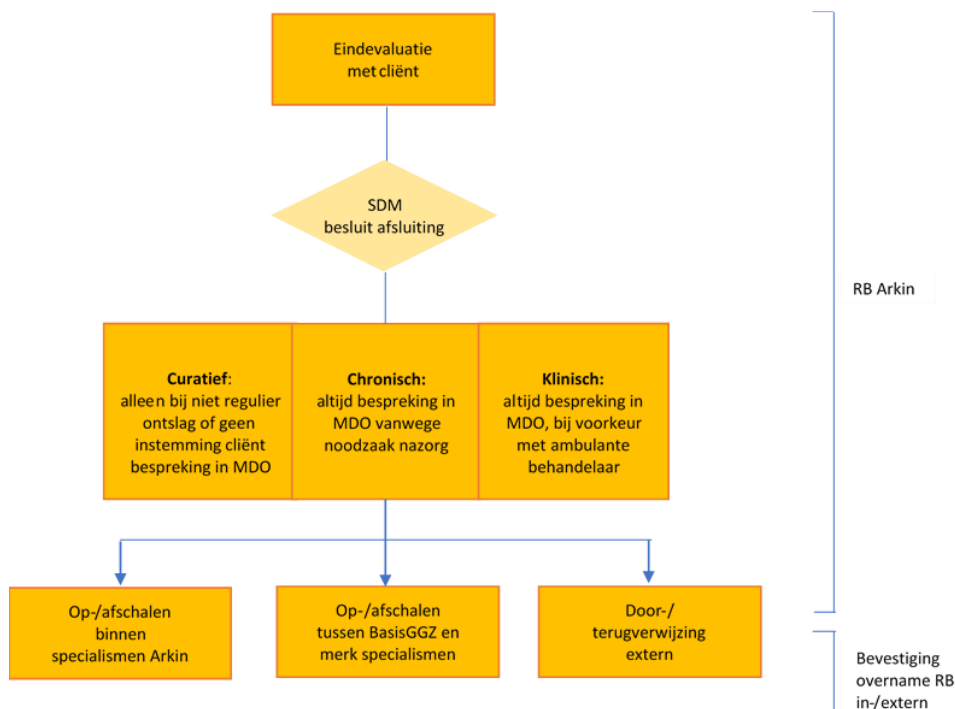 Eindevaluatie
met cliënt
SDM
besluit afsluiting
RB Arkin
Curatief:
alleen bij niet regulier
ontslag of geen
instemming cliënt
bespreking in MDO
Chronisch:
altijd bespreking in
MDO vanwege
noodzaak nazorg
Klinisch:
altijd bespreking in
MDO, bij voorkeur
met ambulante
behandelaar
Op-/afschalen
binnen
specialismen Arkin
Op-/afschalen
tussen BasisGGZ en
merk specialismen
Door-/
terugverwijzing
extern
Bevestiging
overname RB
in-/extern